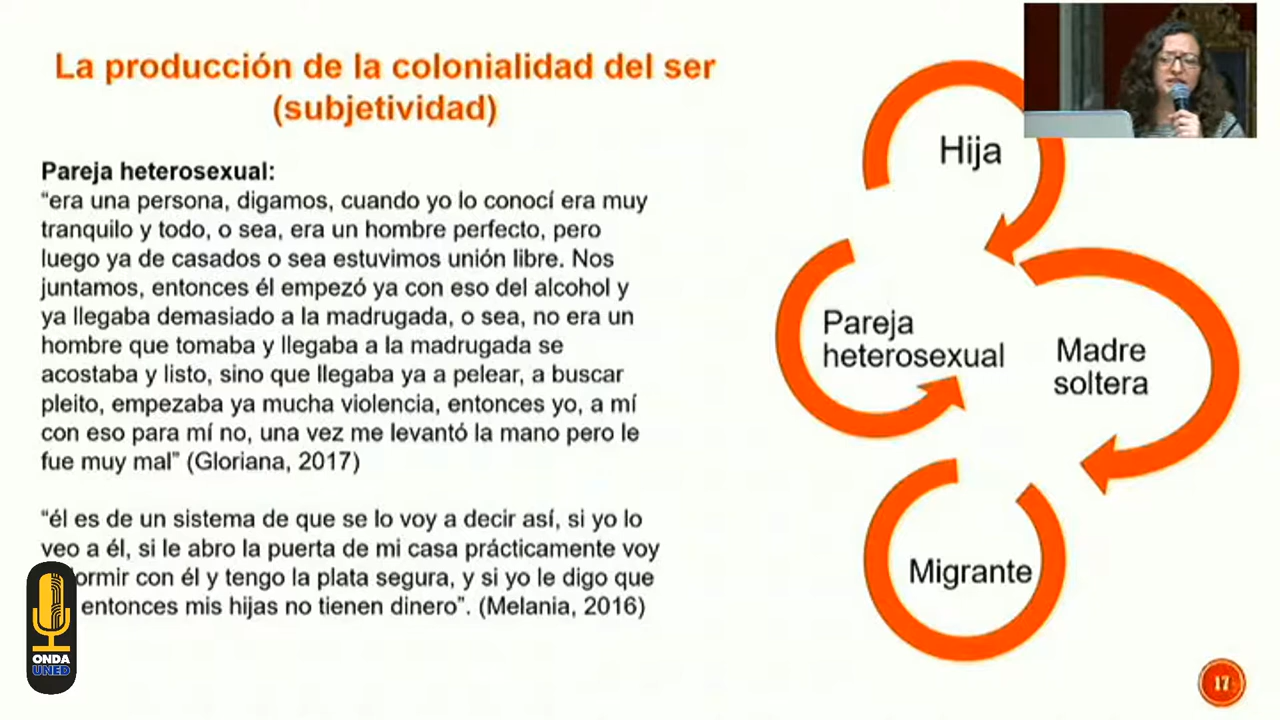 La producción de la colonialidad del ser
(subjetividad)
Pareja heterosexual:
“era una persona, digamos, cuando yo lo conocí era muy
tranquilo y todo, o sea, era un hombre perfecto, pero
luego ya de casados o sea estuvimos unión libre. Nos
juntamos, entonces él empezó ya con eso del alcohol y
ya llegaba demasiado a la madrugada, o sea, no era un
hombre que tomaba y llegaba a la madrugada se
acostaba y listo, sino que llegaba ya a pelear, a buscar
pleito, empezaba ya mucha violencia, entonces yo, a mí
con eso para mí no, una vez me levantó la mano pero le
fue muy mal” (Gloriana, 2017)
“él es de un sistema de que se lo voy a decir así, si yo lo
veo a él, si le abro la puerta de mi casa prácticamente voy
ormir con él y tengo la plata segura, y si yo le digo que
entonces mis hijas no tienen dinero”. (Melania, 2016)
Hija
Pareja
heterosexual
Madre
soltera
Migrante
ONDA
UNED
17